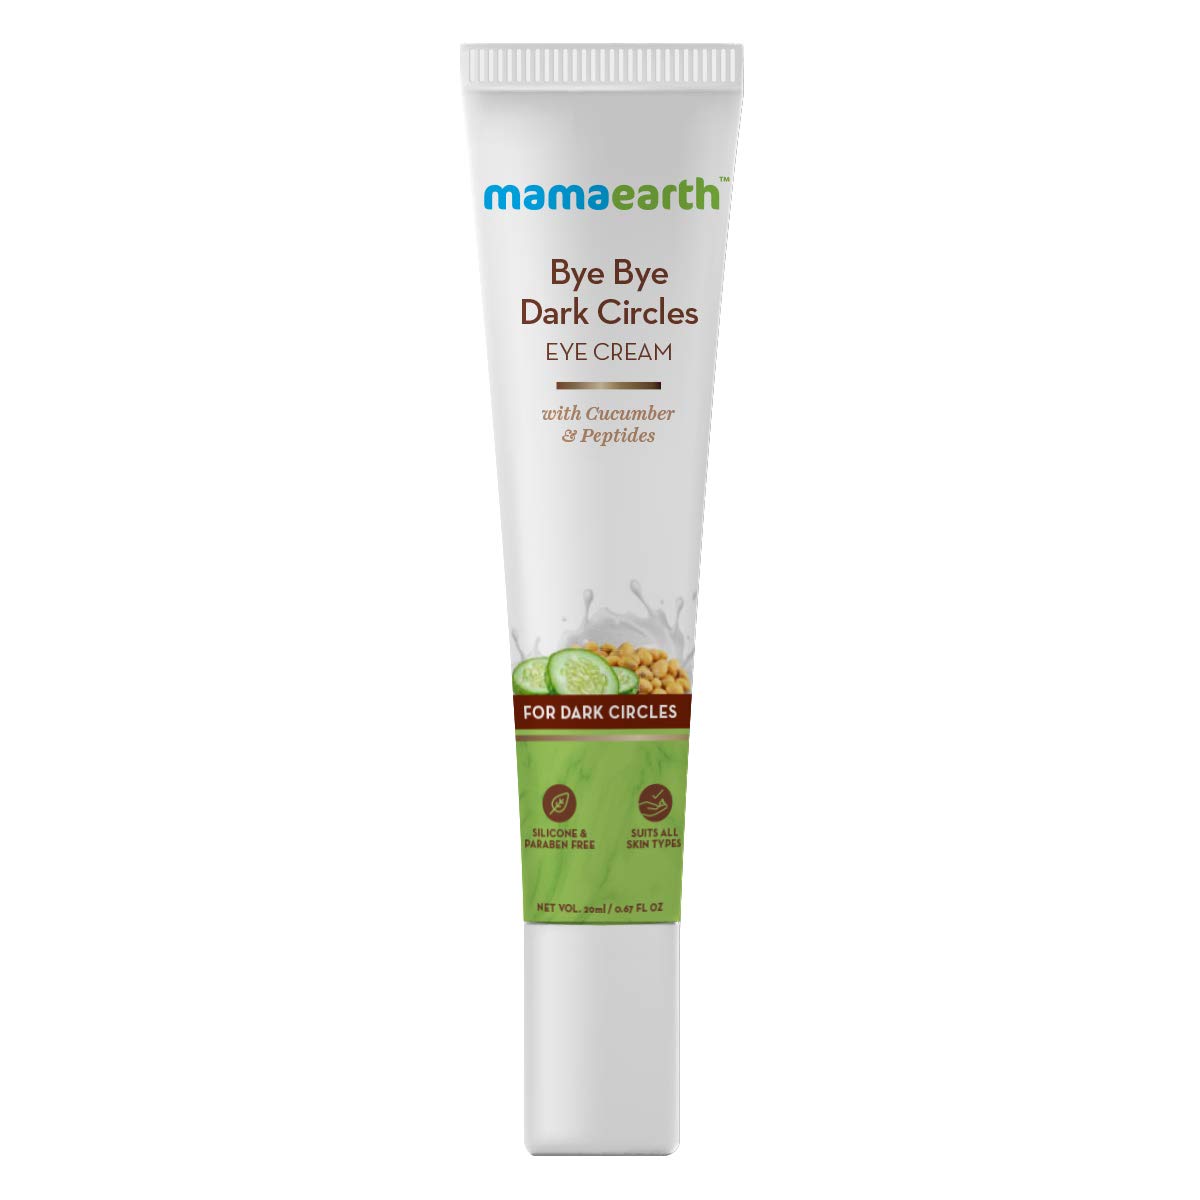 mamaearth™
Bye Bye
Dark Circles
EYE CREAM
with Cucumber
& Peptides
FOR DARK CIRCLES
SILICONE &
PARABEN FREE
SUITS ALL
SKIN TYPES
NET VOL. 20ml / 0.67 FL OZ